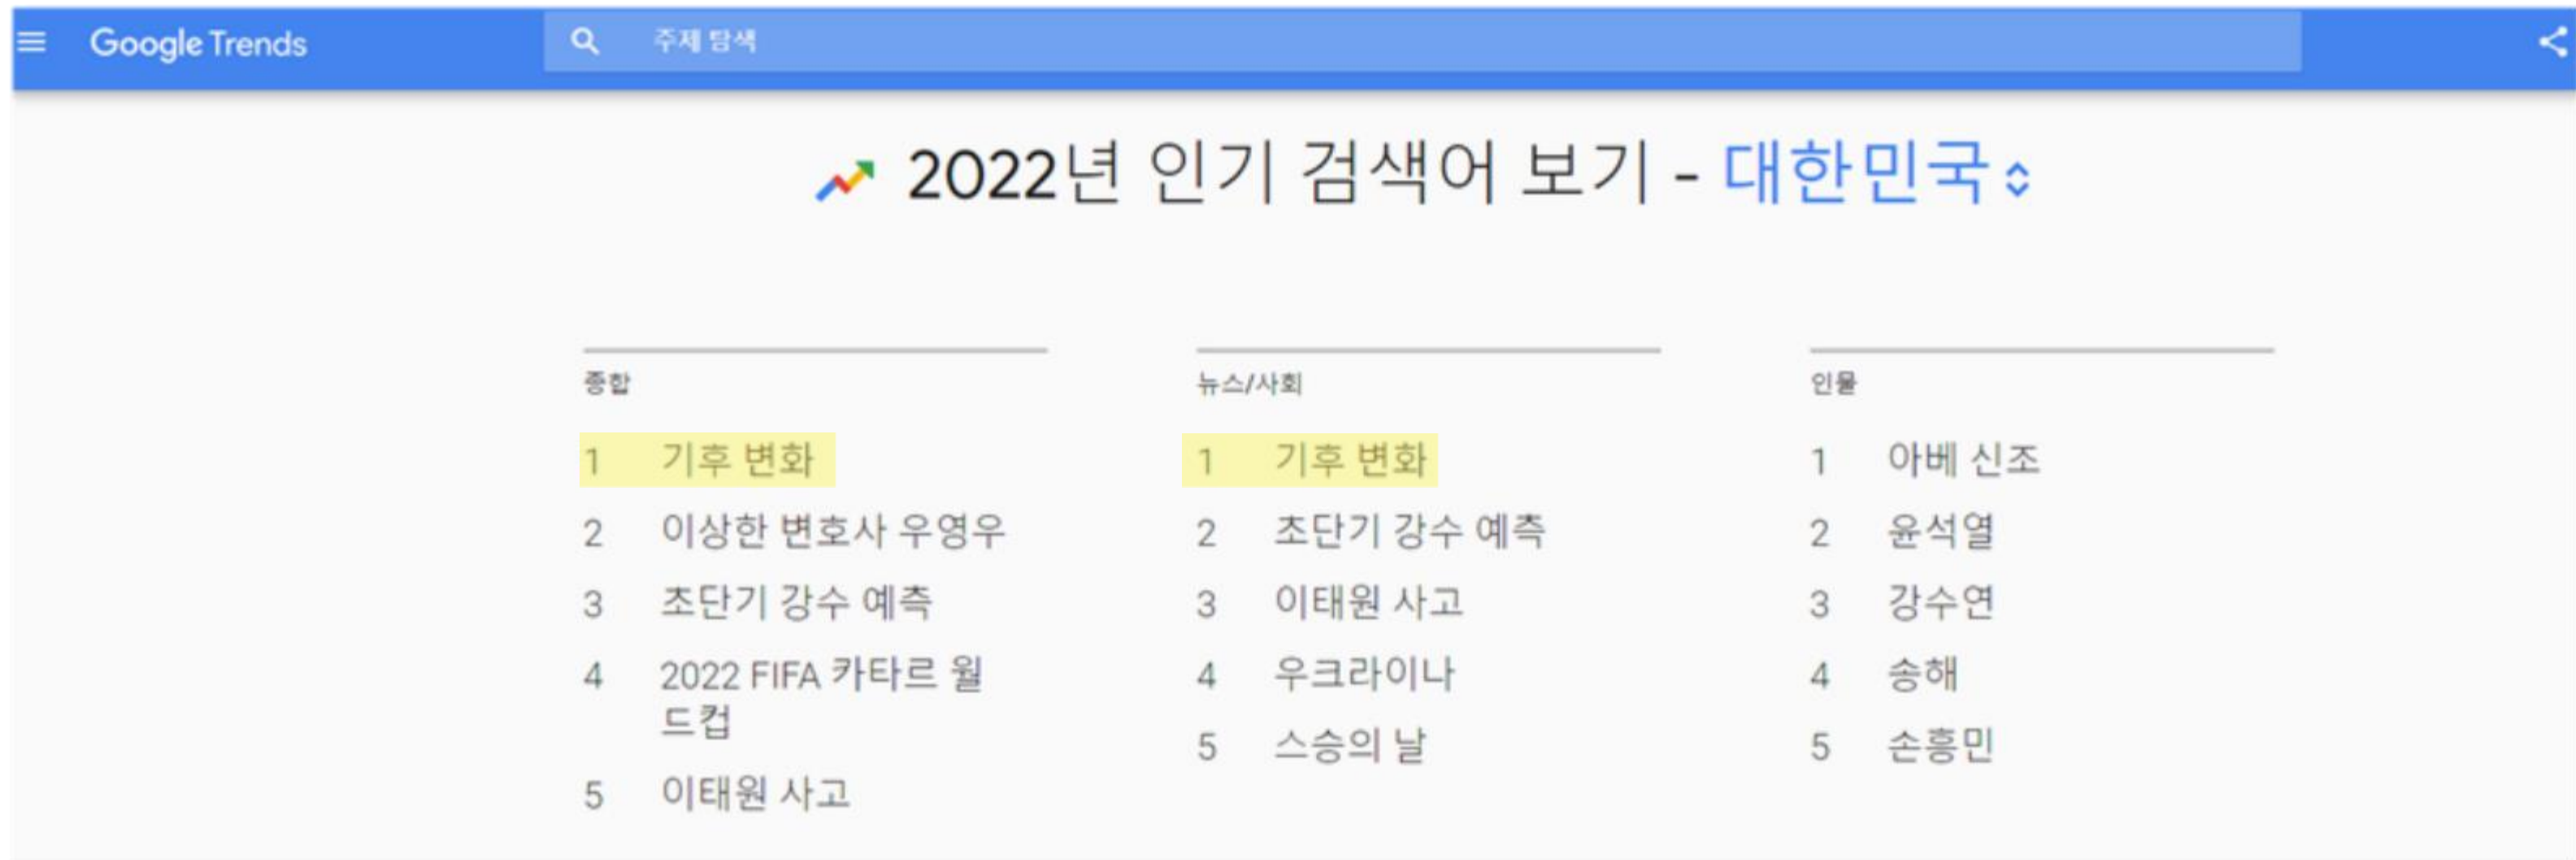 Google Trends
주제 탐색
2022년 인기 검색어 보기 - 대한민국
종합
1 기후 변화
2 이상한 변호사 우영우
3 초단기 강수 예측
4 2022 FIFA 카타르 월
드컵
5 이태원 사고
뉴스/사회
1 기후 변화
2 초단기 강수 예측
3 이태원 사고
4 우크라이나
5 스승의 날
인물
1 아베 신조
2 윤석열
3 강수연
4 송해
5 손흥민